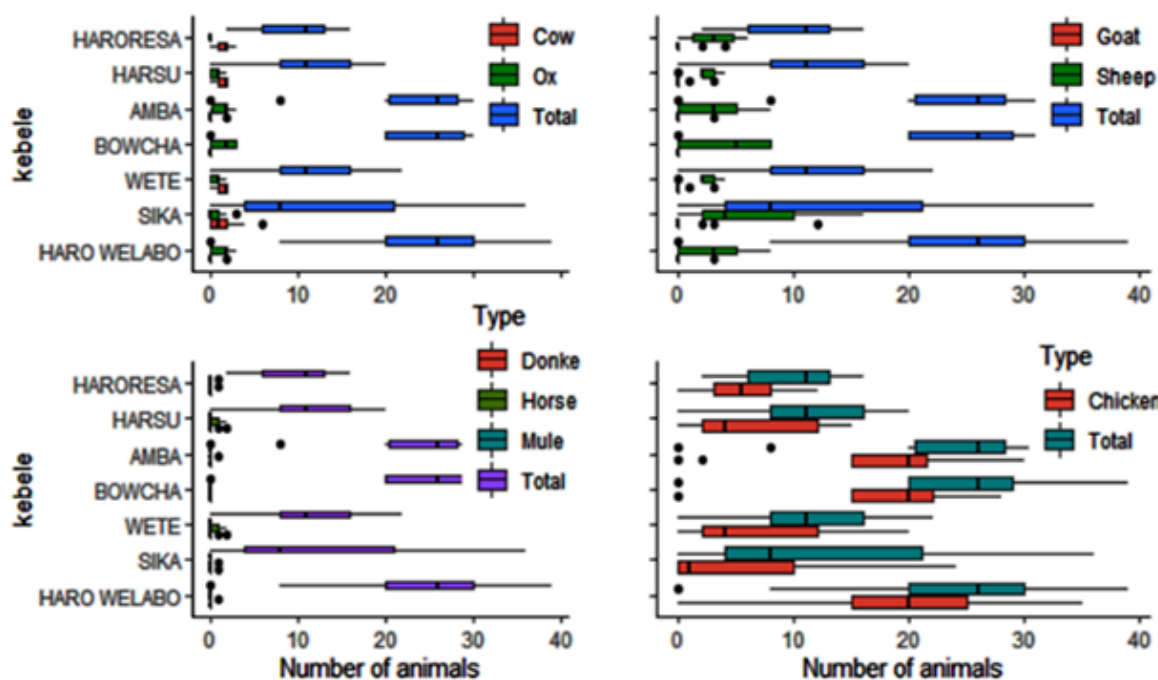 HARORESA
HARSU
AMBA
BOWCHA
WETE
SIKA
HARO WELABO
kebele
0 10 20
Cow
Ox
Total
Goat
Sheep
Total
0 10 20 30 40
Type
Donke
Horse
Mule
Total
HARORESA
HARSU
AMBA
BOWCHA
WETE
SIKA
HARO WELABO
kebele
0 10 20 30 40
Number of animals
Type
Chicken
Total
0 10 20 30 40
Number of animals